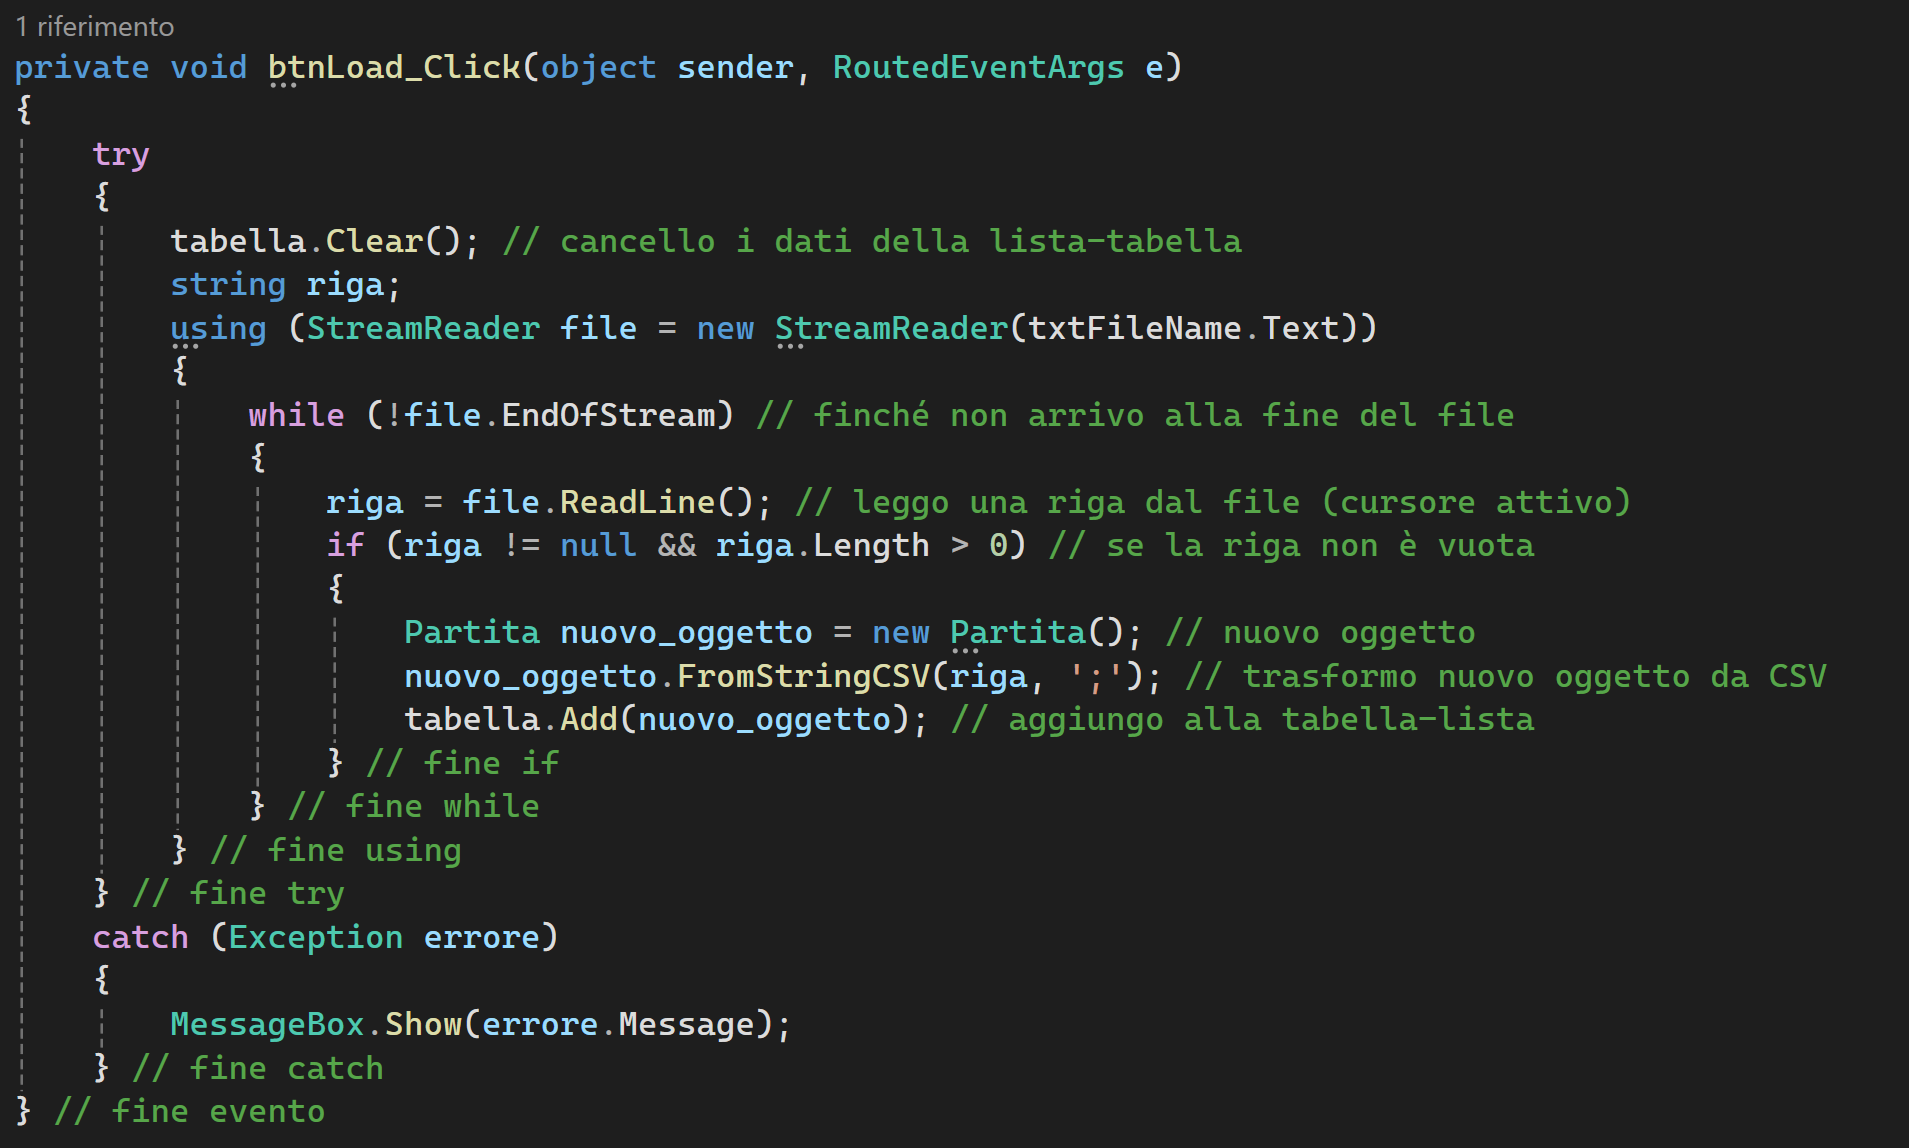 1 riferimento
private void btnLoad_Click(object sender, RoutedEventArgs e)
{
    try
    {
        tabella.Clear(); // cancello i dati della lista-tabella
        string riga;
        using (StreamReader file = new StreamReader(txtFileName.Text))
        {
            while (!file.EndOfStream) // finché non arrivo alla fine del file
            {
                riga = file.ReadLine(); // leggo una riga dal file (cursore attivo)
                if (riga != null && riga.Length > 0) // se la riga non è vuota
                {
                    Partita nuovo_oggetto = new Partita(); // nuovo oggetto
                    nuovo_oggetto.FromStringCSV(riga, ';'); // trasformo nuovo oggetto da CSV
                    tabella.Add(nuovo_oggetto); // aggiungo alla tabella-lista
                } // fine if
            } // fine while
        } // fine using
    } // fine try
    catch (Exception errore)
    {
        MessageBox.Show(errore.Message);
    } // fine catch
} // fine evento